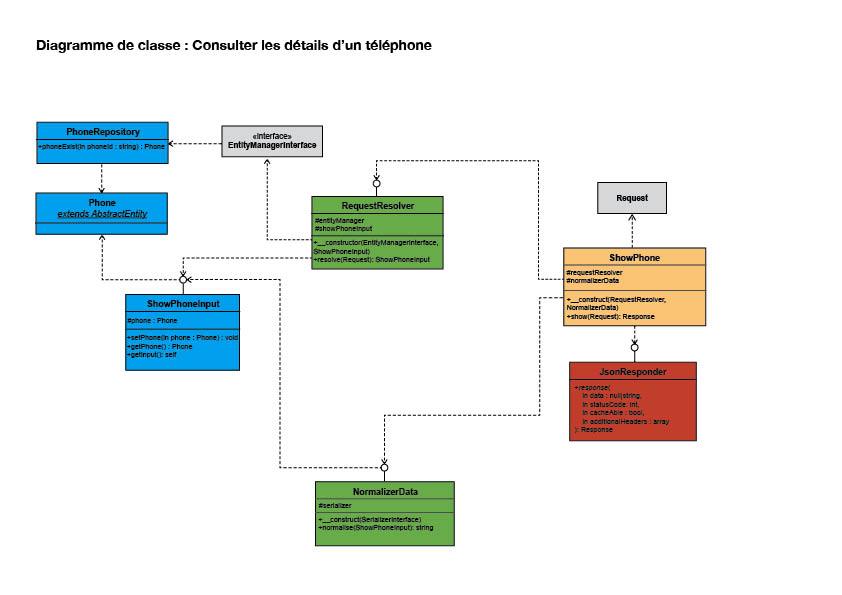 Diagramme de classe : Consulter les détails d'un téléphone
PhoneRepository
+phoneExist(in phoneId : string) : Phone
«interface»
EntityManagerInterface
Phone
extends AbstractEntity
RequestResolver
#entityManager
#showPhoneInput
+__constructor(EntityManagerInterface,
ShowPhoneInput)
+resolve(Request): ShowPhoneInput
Request
ShowPhone
#requestResolver
#normalizerData
+__construct(RequestResolver,
NormalizerData)
+show(Request): Response
ShowPhoneInput
#phone : Phone
+setPhone(in phone : Phone) : void
+getPhone() : Phone
+getInput(): self
JsonResponder
+response(
in data : null|string,
in statusCode: int,
in cacheAble : bool,
in additionalHeaders : array
): Response
NormalizerData
#serializer
+__construct(SerializerInterface)
+normalise(ShowPhoneInput): string